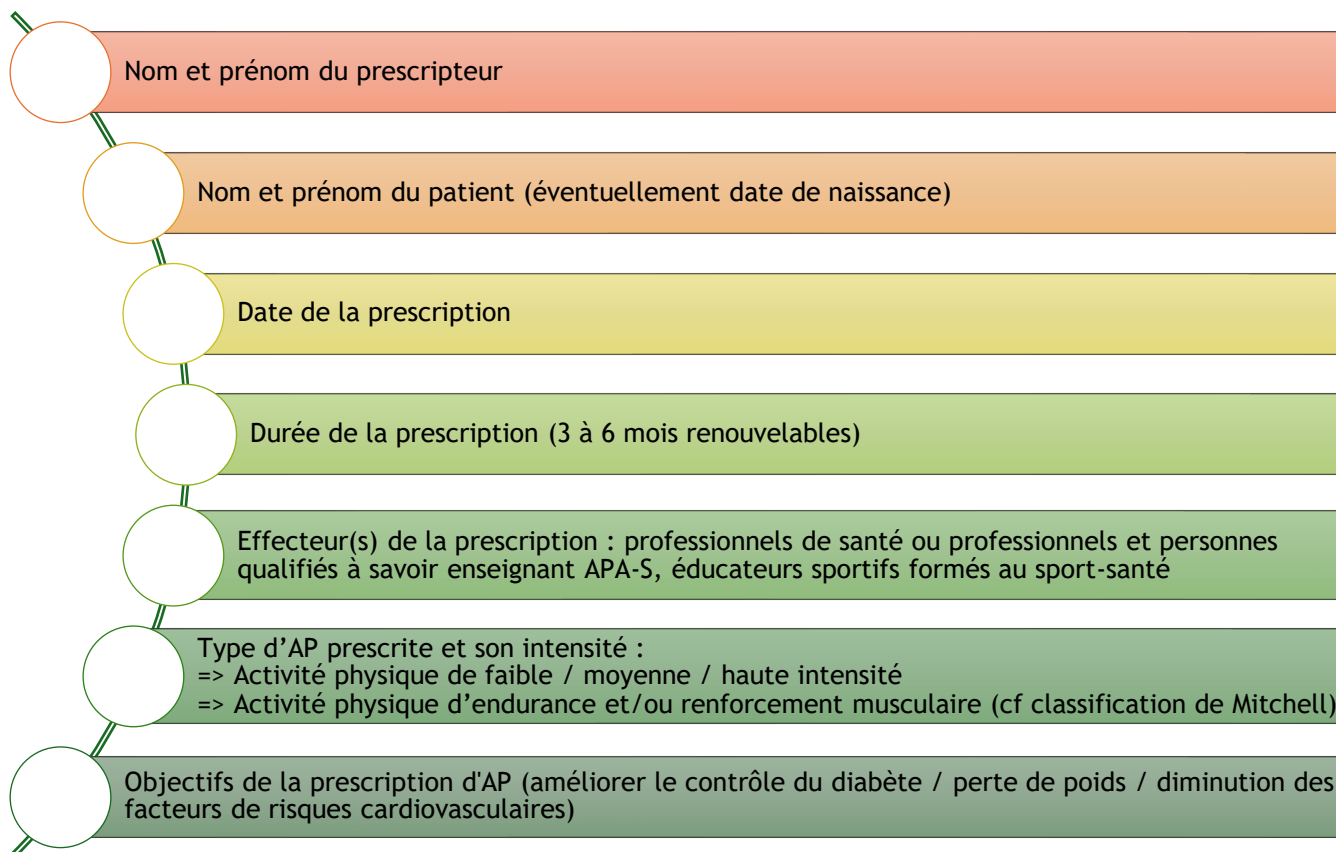 Nom et prénom du prescripteur
Nom et prénom du patient (éventuellement date de naissance)
Date de la prescription
Durée de la prescription (3 à 6 mois renouvelables)
Effecteur(s) de la prescription : professionnels de santé ou professionnels et personnes
qualifiés à savoir enseignant APA-S, éducateurs sportifs formés au sport-santé
Type d’AP prescrite et son intensité :
=> Activité physique de faible / moyenne / haute intensité
=> Activité physique d’endurance et/ou renforcement musculaire (cf classification de Mitchell)
Objectifs de la prescription d'AP (améliorer le contrôle du diabète / perte de poids / diminution des
facteurs de risques cardiovasculaires)